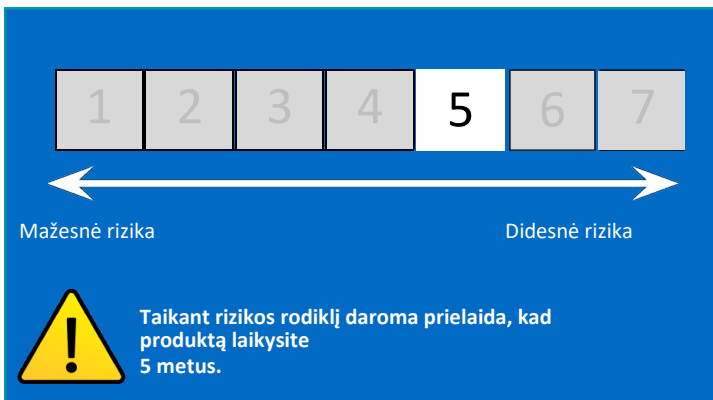 1 2 3 4 5 6 7
Mažesnė rizika Didesnė rizika
Taikant rizikos rodiklį daroma prielaida, kad
produktą laikysite
5 metus.